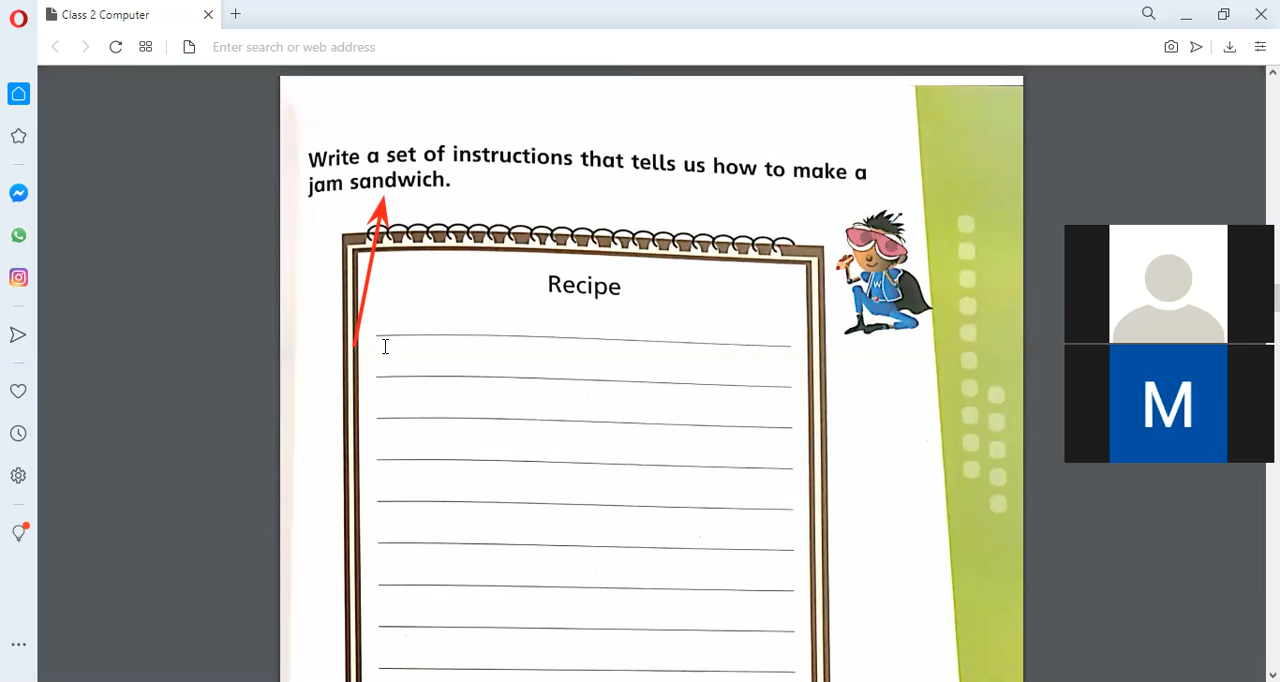 Class 2 Computer
Enter search or web address
Write a set of instructions that tells us how to make a
jam sandwich.
Recipe
W
M